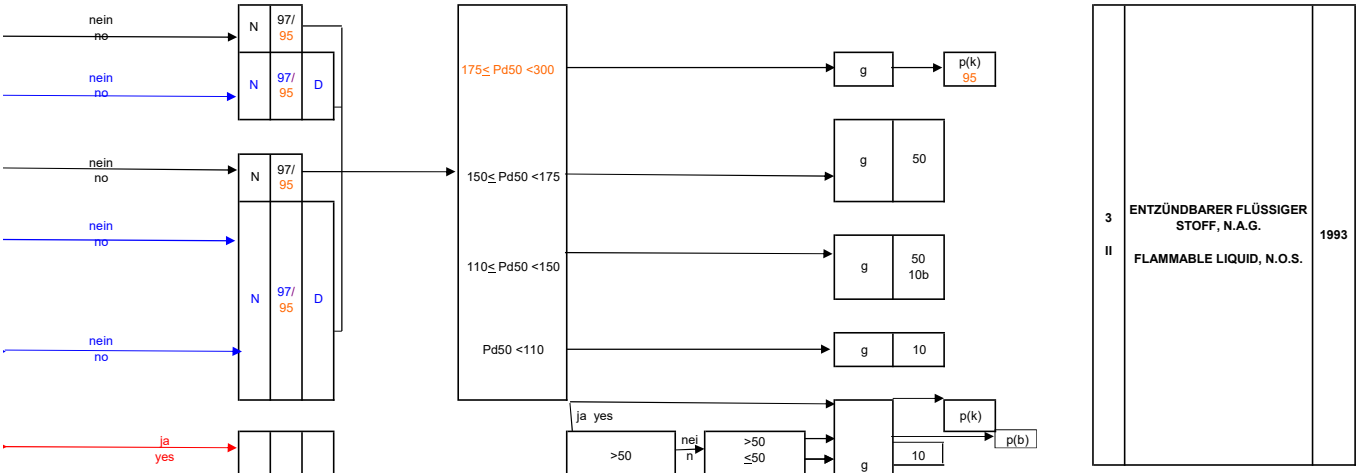 nein
no
N
97/
95
nein
no
N
97/
95
D
nein
no
N
97/
95
nein
no
N
97/
95
D
nein
no
ja
yes
175≤ Pd50 <300
150≤ Pd50 <175
110≤ Pd50 <150
Pd50 <110
g
p(k)
95
g
50
g
50
10b
g
10
ja yes
>50
nei
n
>50
≤50
g
10
p(k)
p(b)
3
II
ENTZÜNDBARER FLÜSSIGER
STOFF, N.A.G.
FLAMMABLE LIQUID, N.O.S.
1993